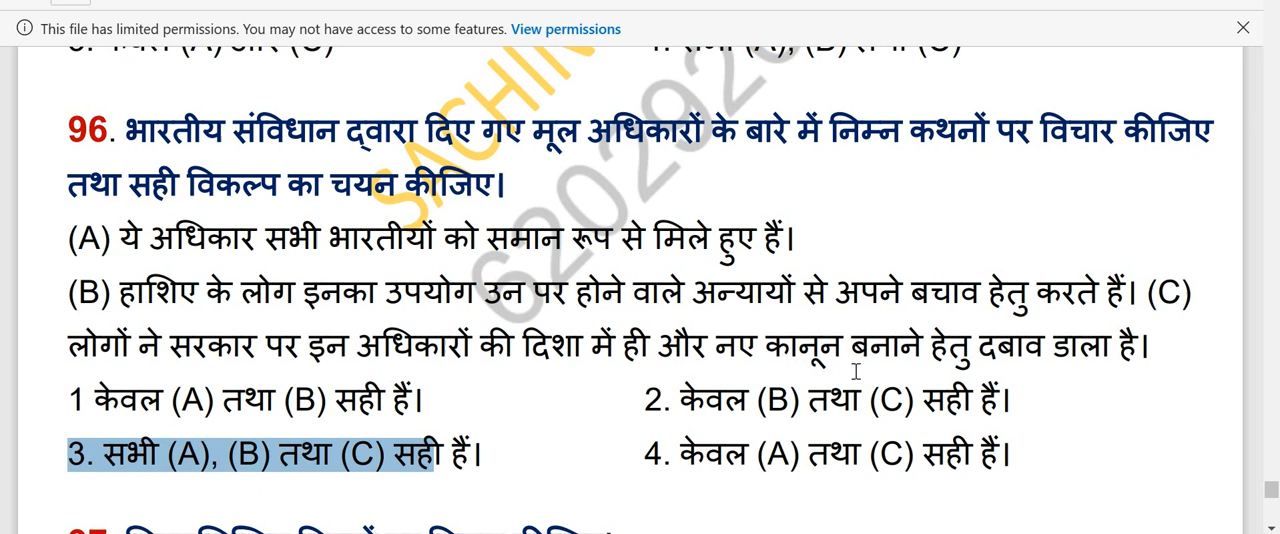 This file has limited permissions. You may not have access to some features. View permissions
96. भारतीय संविधान द्वारा दिए गए मूल अधिकारों के बारे में निम्न कथनों पर विचार कीजिए
तथा सही विकल्प का चयन कीजिए।
(A) ये अधिकार सभी भारतीयों को समान रूप से मिले हुए हैं।
(B) हाशिए के लोग इनका उपयोग उन पर होने वाले अन्यायों से अपने बचाव हेतु करते हैं। (C)
लोगों ने सरकार पर इन अधिकारों की दिशा में ही और नए कानून बनाने हेतु दबाव डाला है।
1 केवल (A) तथा (B) सही हैं। 2. केवल (B) तथा (C) सही हैं।
3. सभी (A), (B) तथा (C) सही हैं। 4. केवल (A) तथा (C) सही हैं।
SACHIN
620292